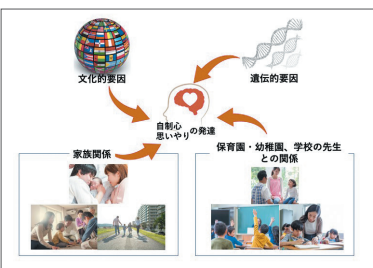 文化的要因
遺伝的要因
自制心
思いやり
の発達
家族関係
保育園・幼稚園、学校の先生
との関係